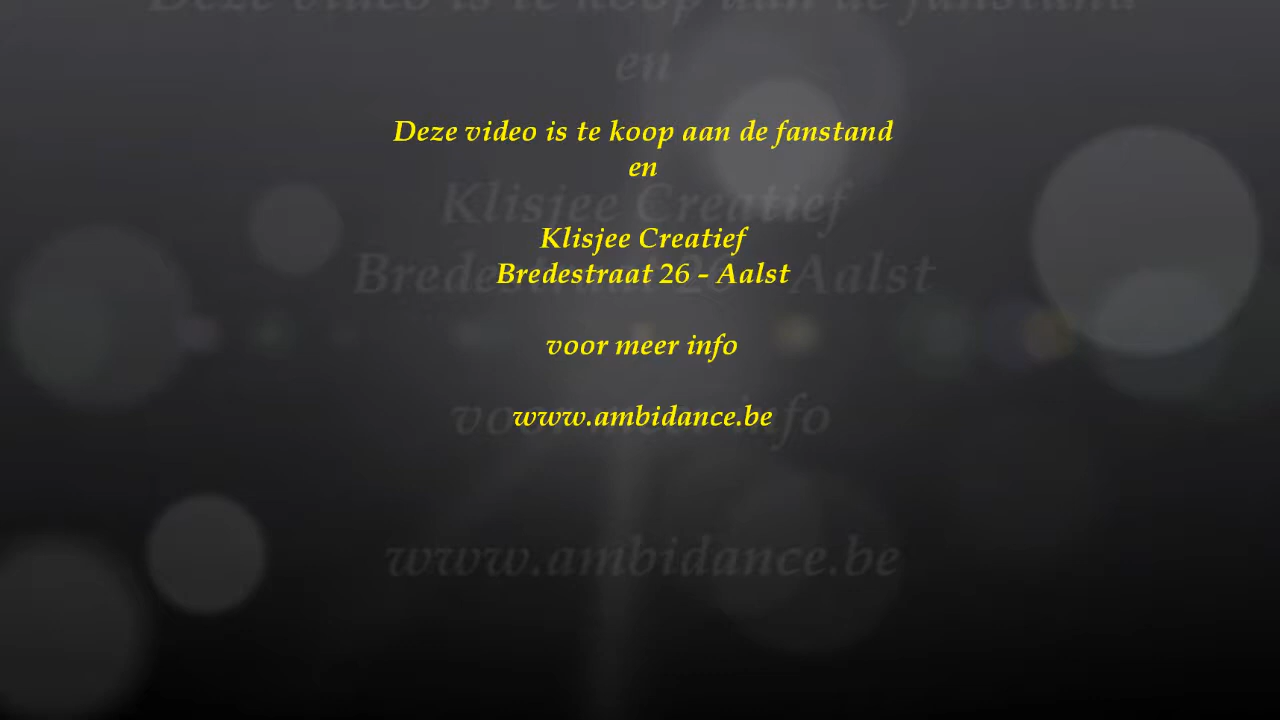 Deze video is te koop aan de fanstand
en
Klisjee Creatief
Bredestraat 26 - Aalst
voor meer info
www.ambidance.be